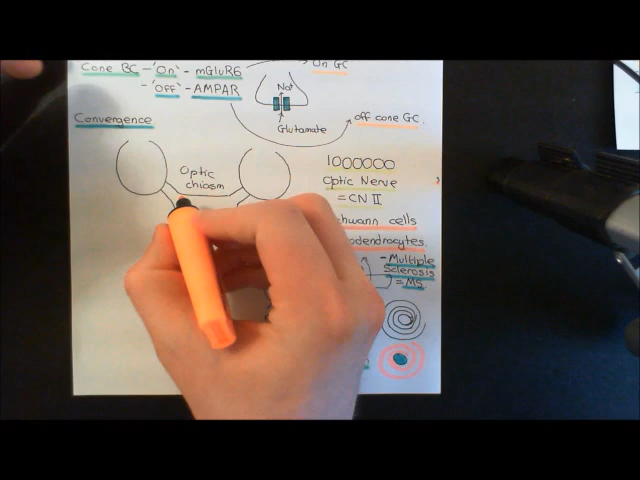 Cone BC - 'On' - mGluR6
On GC
- 'Off' - AMPAR
Na+
Glutamate
off cone GC.
Convergence
Optic
chiasm
1000000
Optic Nerve
= CN II
hwann cells
odendrocytes.
- Multiple
Sclerosis
= MS